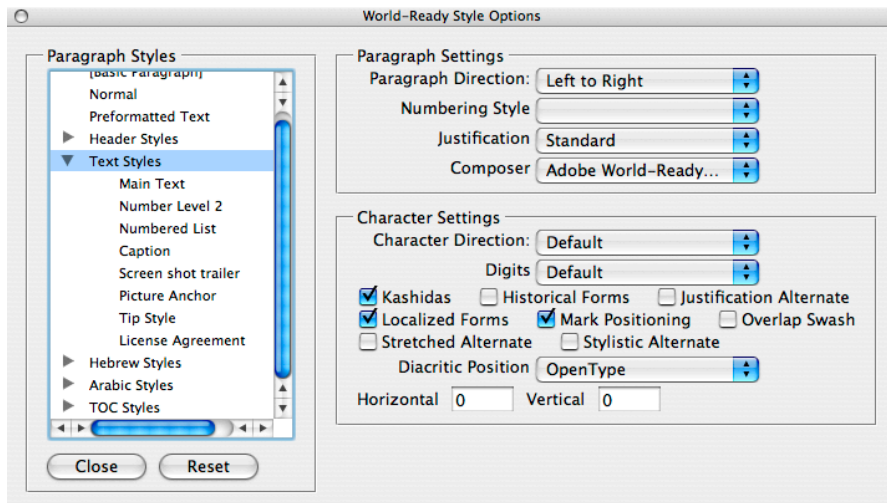 World-Ready Style Options
Paragraph Styles
[Basic Paragraph]
Normal
Preformatted Text
Header Styles
Text Styles
Main Text
Number Level 2
Numbered List
Caption
Screen shot trailer
Picture Anchor
Tip Style
License Agreement
Hebrew Styles
Arabic Styles
TOC Styles
Close Reset
Paragraph Settings
Paragraph Direction: Left to Right
Numbering Style
Justification Standard
Composer Adobe World-Ready...
Character Settings
Character Direction: Default
Digits Default
Kashidas Historical Forms Justification Alternate
Localized Forms Mark Positioning Overlap Swash
Stretched Alternate Stylistic Alternate
Diacritic Position OpenType
Horizontal 0 Vertical 0